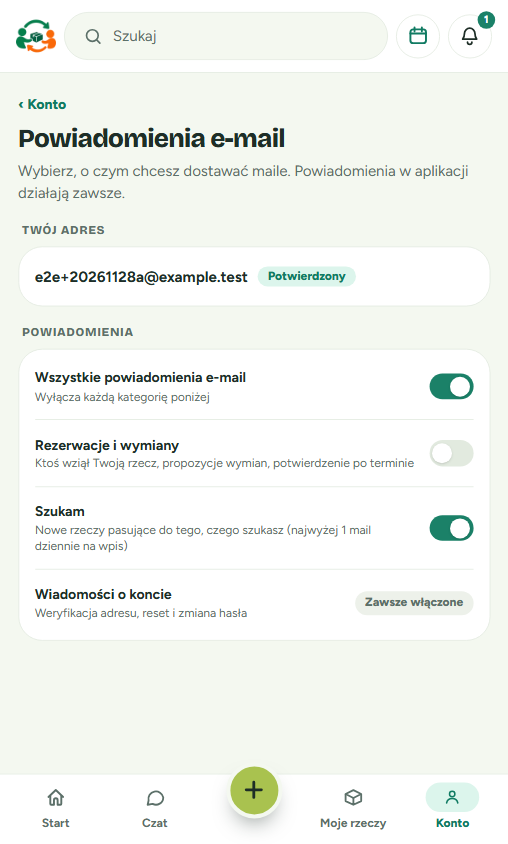 Szukaj
1
‹ Konto
Powiadomienia e-mail
Wybierz, o czym chcesz dostawać maile. Powiadomienia w aplikacji
działają zawsze.
TWÓJ ADRES
e2e+20261128a@example.test Potwierdzony
POWIADOMIENIA
Wszystkie powiadomienia e-mail
Wyłącza każdą kategorię poniżej
Rezerwacje i wymiany
Ktoś wziął Twoją rzecz, propozycje wymian, potwierdzenie po terminie
Szukam
Nowe rzeczy pasujące do tego, czego szukasz (najwyżej 1 mail
dziennie na wpis)
Wiadomości o koncie
Weryfikacja adresu, reset i zmiana hasła
Zawsze włączone
Start Czat Moje rzeczy Konto